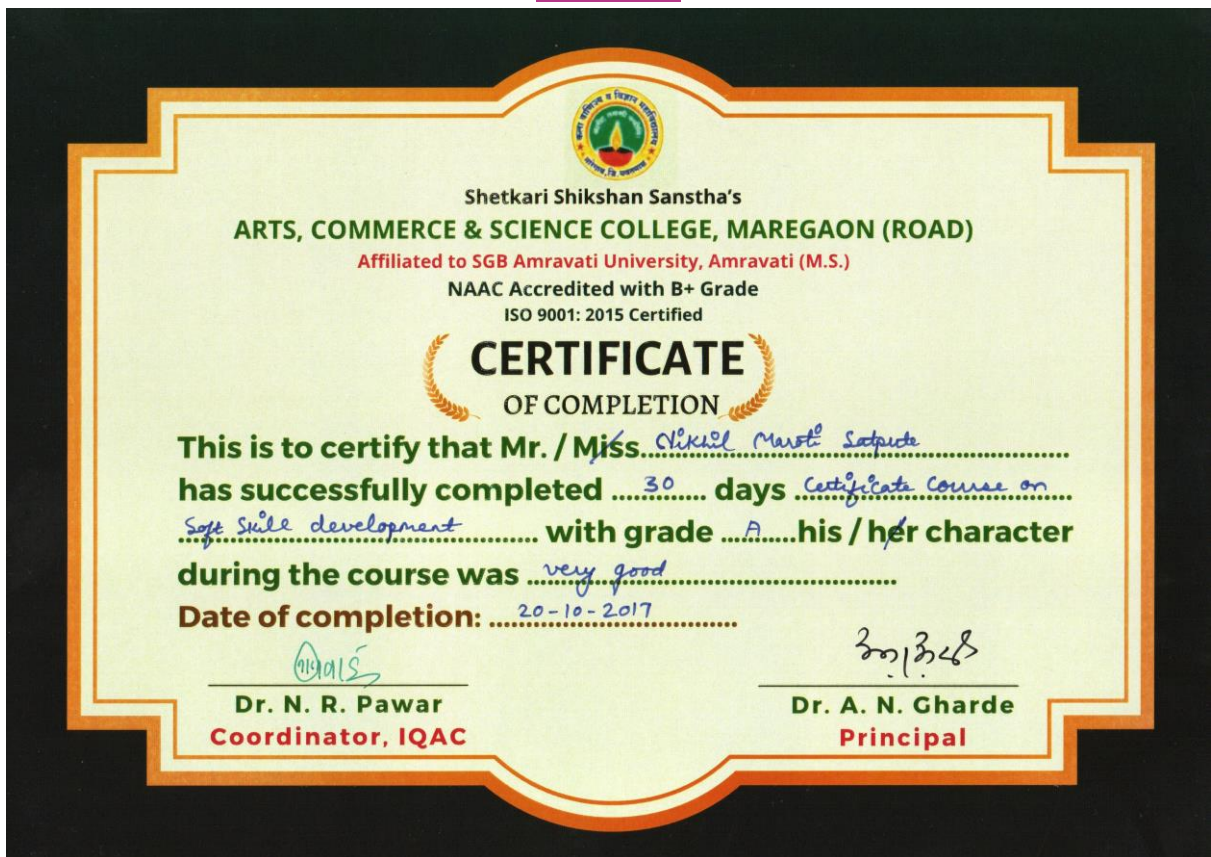 कला वाणिज्य व विज्ञान महाविद्यालय
Shetkari Shikshan Sanstha's
ARTS, COMMERCE & SCIENCE COLLEGE, MAREGAON (ROAD)
Affiliated to SGB Amravati University, Amravati (M.S.)
NAAC Accredited with B+ Grade
ISO 9001: 2015 Certified
CERTIFICATE
OF COMPLETION
This is to certify that Mr. / Miss. Nikhil Maroti Satpute
has successfully completed ..... 30 ..... days Certificate Course on
Soft Skill development ..... with grade ..... A ..... his / her character
during the course was ..... very good .....
Date of completion: ..... 20-10-2017 .....
Dr. N. R. Pawar
Dr. A. N. Gharde
Coordinator, IQAC
Principal